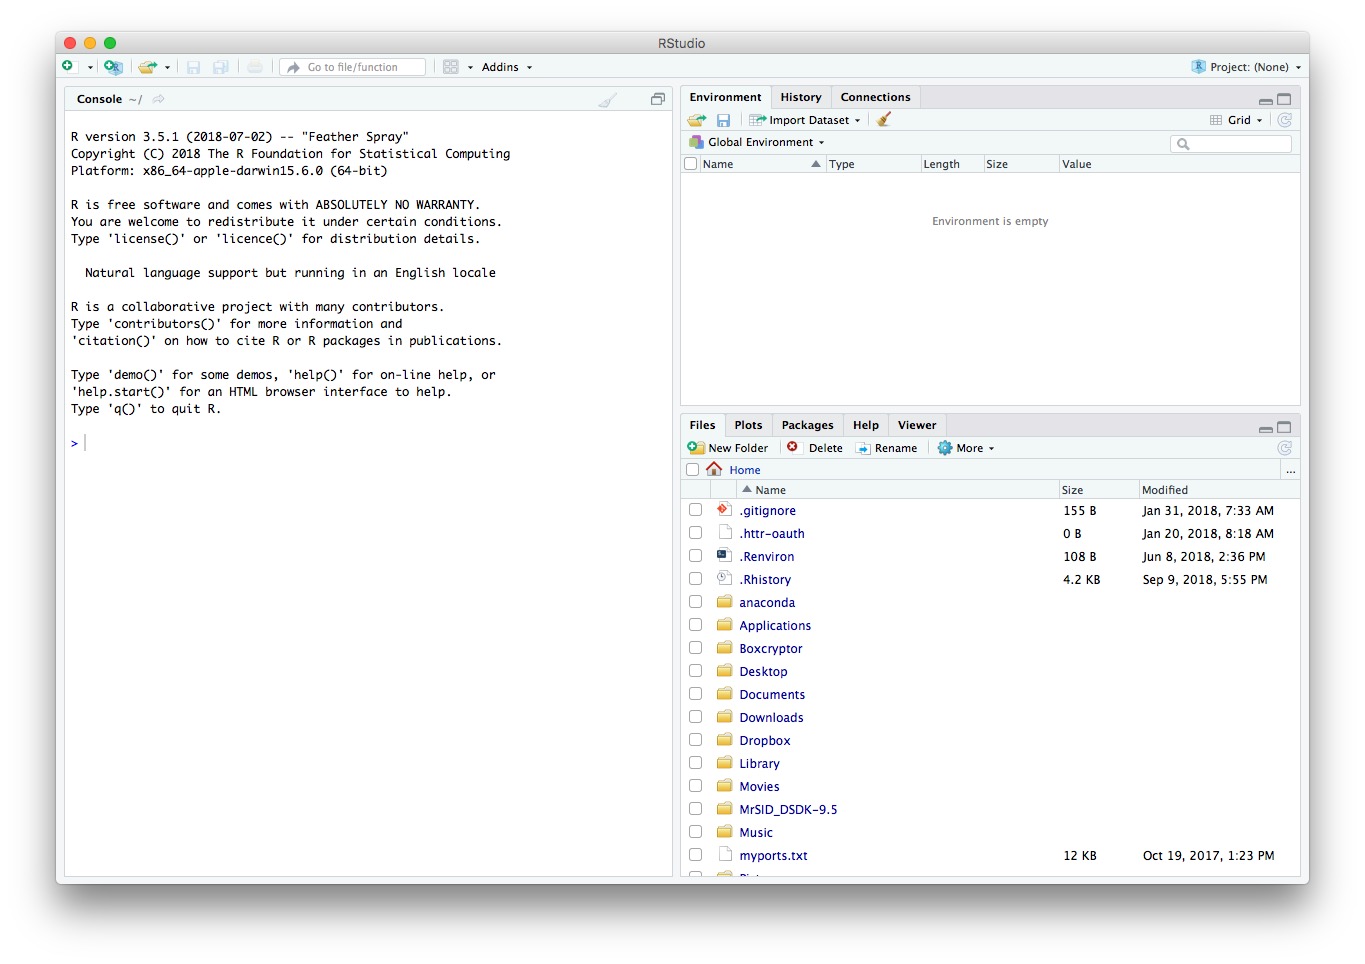 RStudio
Go to file/function
Addins
Project: (None)
Console ~/
R version 3.5.1 (2018-07-02) -- "Feather Spray"
Copyright (C) 2018 The R Foundation for Statistical Computing
Platform: x86_64-apple-darwin15.6.0 (64-bit)
R is free software and comes with ABSOLUTELY NO WARRANTY.
You are welcome to redistribute it under certain conditions.
Type 'license()' or 'licence()' for distribution details.
Natural language support but running in an English locale
R is a collaborative project with many contributors.
Type 'contributors()' for more information and
'citation()' on how to cite R or R packages in publications.
Type 'demo()' for some demos, 'help()' for on-line help, or
'help.start()' for an HTML browser interface to help.
Type 'q()' to quit R.
>
Environment History Connections
Import Dataset Grid
Global Environment
Name Type Length Size Value
Environment is empty
Files Plots Packages Help Viewer
New Folder Delete Rename More
Home ...
Name Size Modified
.gitignore 155 B Jan 31, 2018, 7:33 AM
.httr-oauth 0 B Jan 20, 2018, 8:18 AM
.Renviron 108 B Jun 8, 2018, 2:36 PM
.Rhistory 4.2 KB Sep 9, 2018, 5:55 PM
anaconda
Applications
Boxcryptor
Desktop
Documents
Downloads
Dropbox
Library
Movies
MrSID_DSDK-9.5
Music
myports.txt 12 KB Oct 19, 2017, 1:23 PM